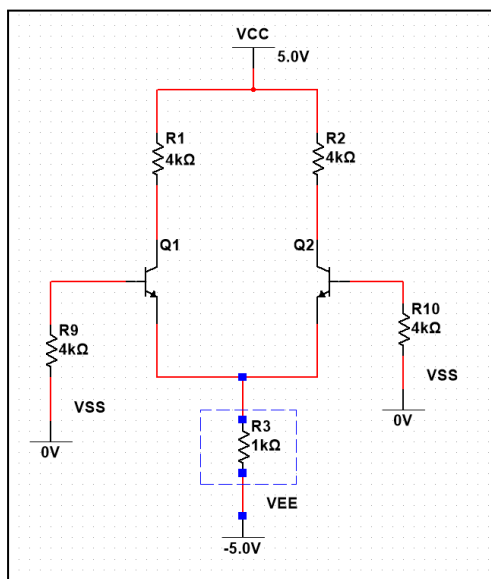 VCC
5.0V
R1
4kΩ
R2
4kΩ
Q1
Q2
R9
4kΩ
R10
4kΩ
VSS
0V
VSS
0V
R3
1kΩ
VEE
-5.0V